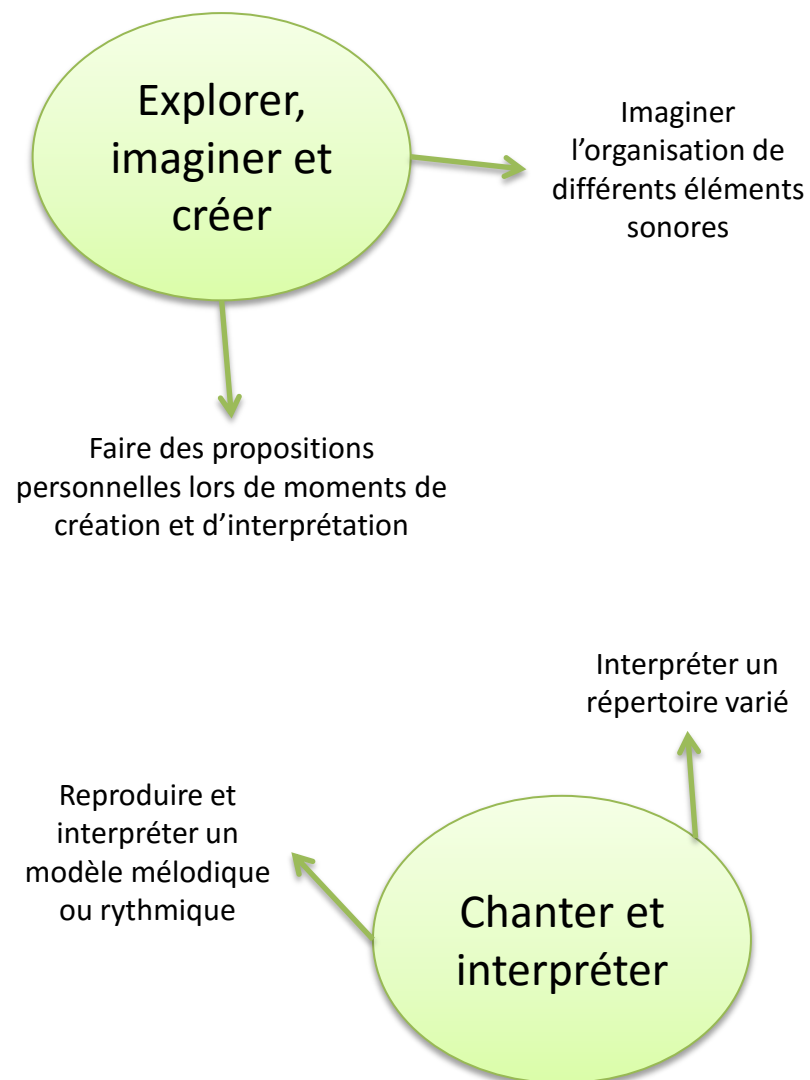 Explorer,
imaginer et
créer
Imaginer
l’organisation de
différents éléments
sonores
Faire des propositions
personnelles lors de moments de
création et d’interprétation
Interpréter un
répertoire varié
Reproduire et
interpréter un
modèle mélodique
ou rythmique
Chanter et
interpréter